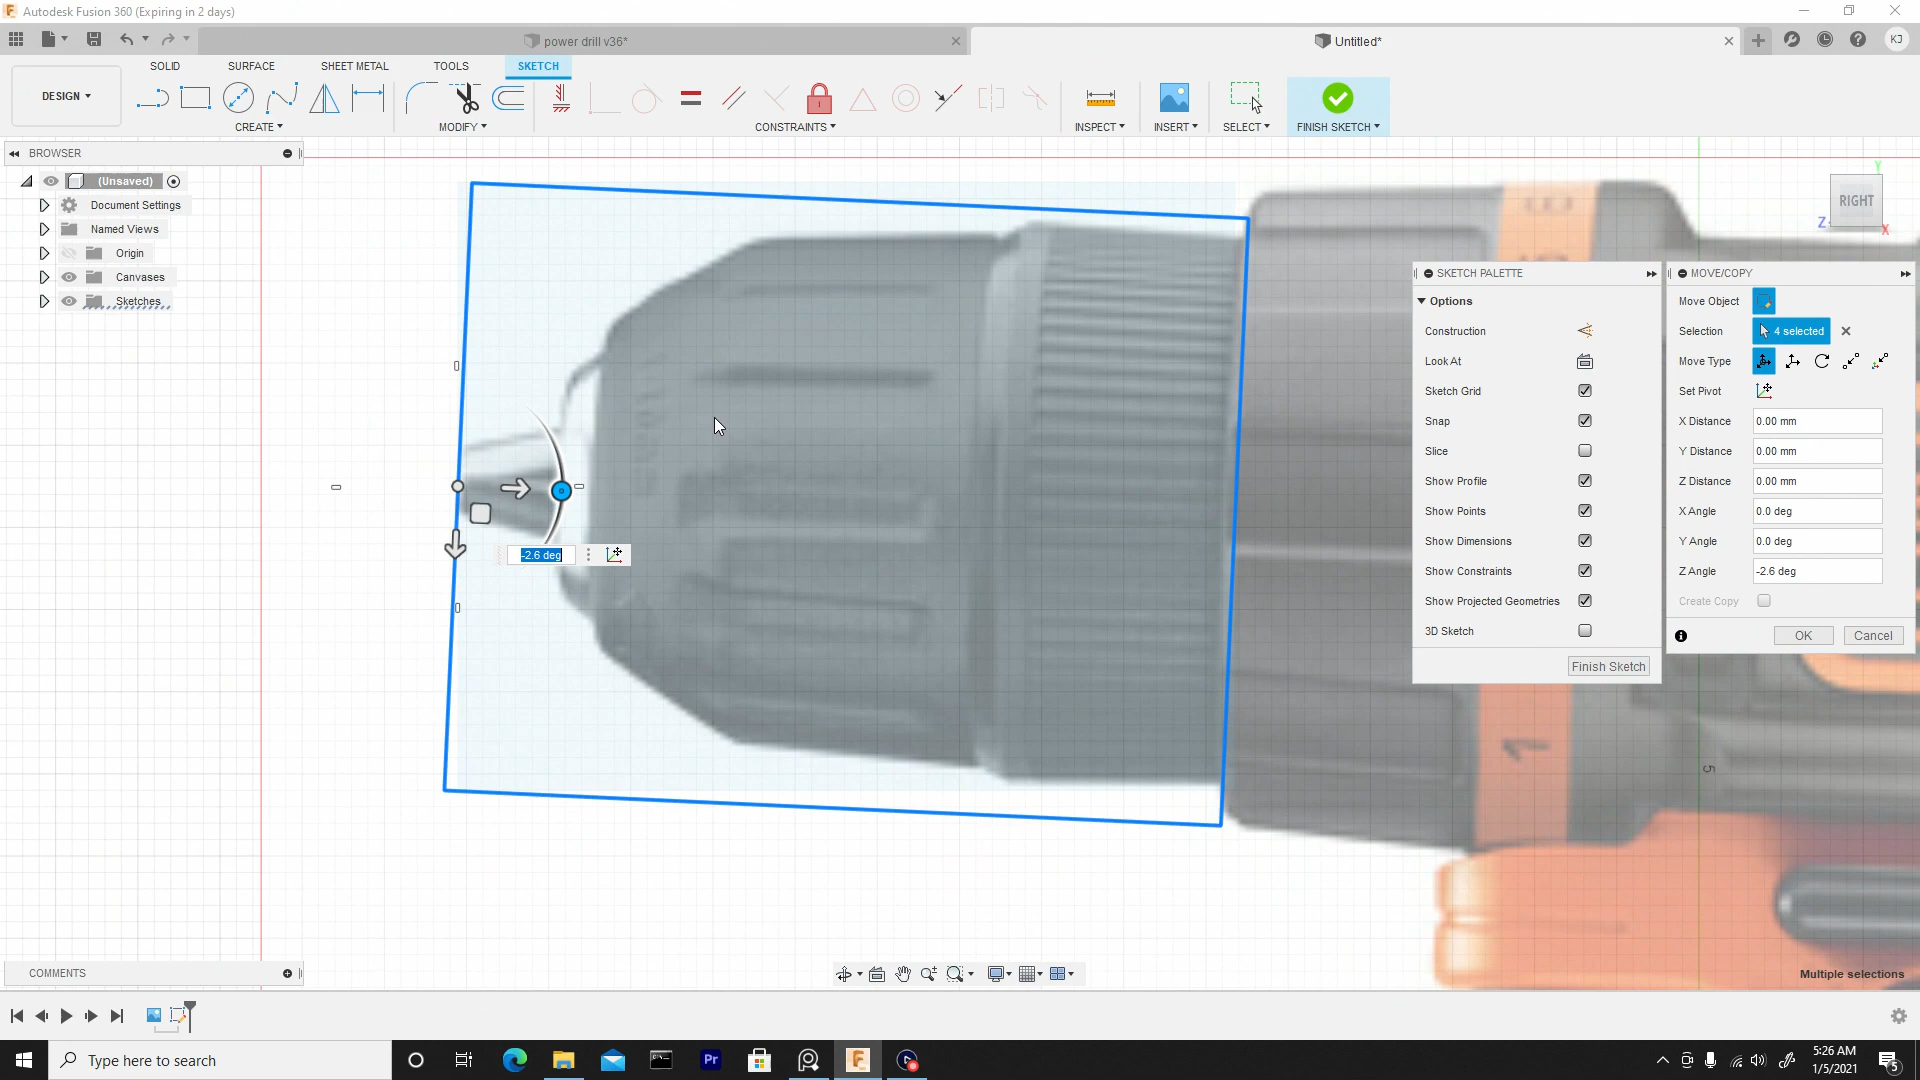 Autodesk Fusion 360 (Expiring in 2 days)
power drill v36*
Untitled*
KJ
SOLID
SURFACE
SHEET METAL
TOOLS
SKETCH
DESIGN
CREATE
MODIFY
CONSTRAINTS
INSPECT
INSERT
SELECT
FINISH SKETCH
BROWSER
(Unsaved)
Document Settings
Named Views
Origin
Canvases
Sketches
Y
RIGHT
Z
X
SKETCH PALETTE
Options
Construction
Look At
Sketch Grid
Snap
Slice
Show Profile
Show Points
Show Dimensions
Show Constraints
Show Projected Geometries
3D Sketch
Finish Sketch
MOVE/COPY
Move Object
Selection
4 selected
Move Type
Set Pivot
X Distance
0.00 mm
Y Distance
0.00 mm
Z Distance
0.00 mm
X Angle
0.0 deg
Y Angle
0.0 deg
Z Angle
-2.6 deg
Create Copy
OK
Cancel
-2.6 deg
1
5
Multiple selections
COMMENTS
Type here to search
Pr
5:26 AM
1/5/2021
5